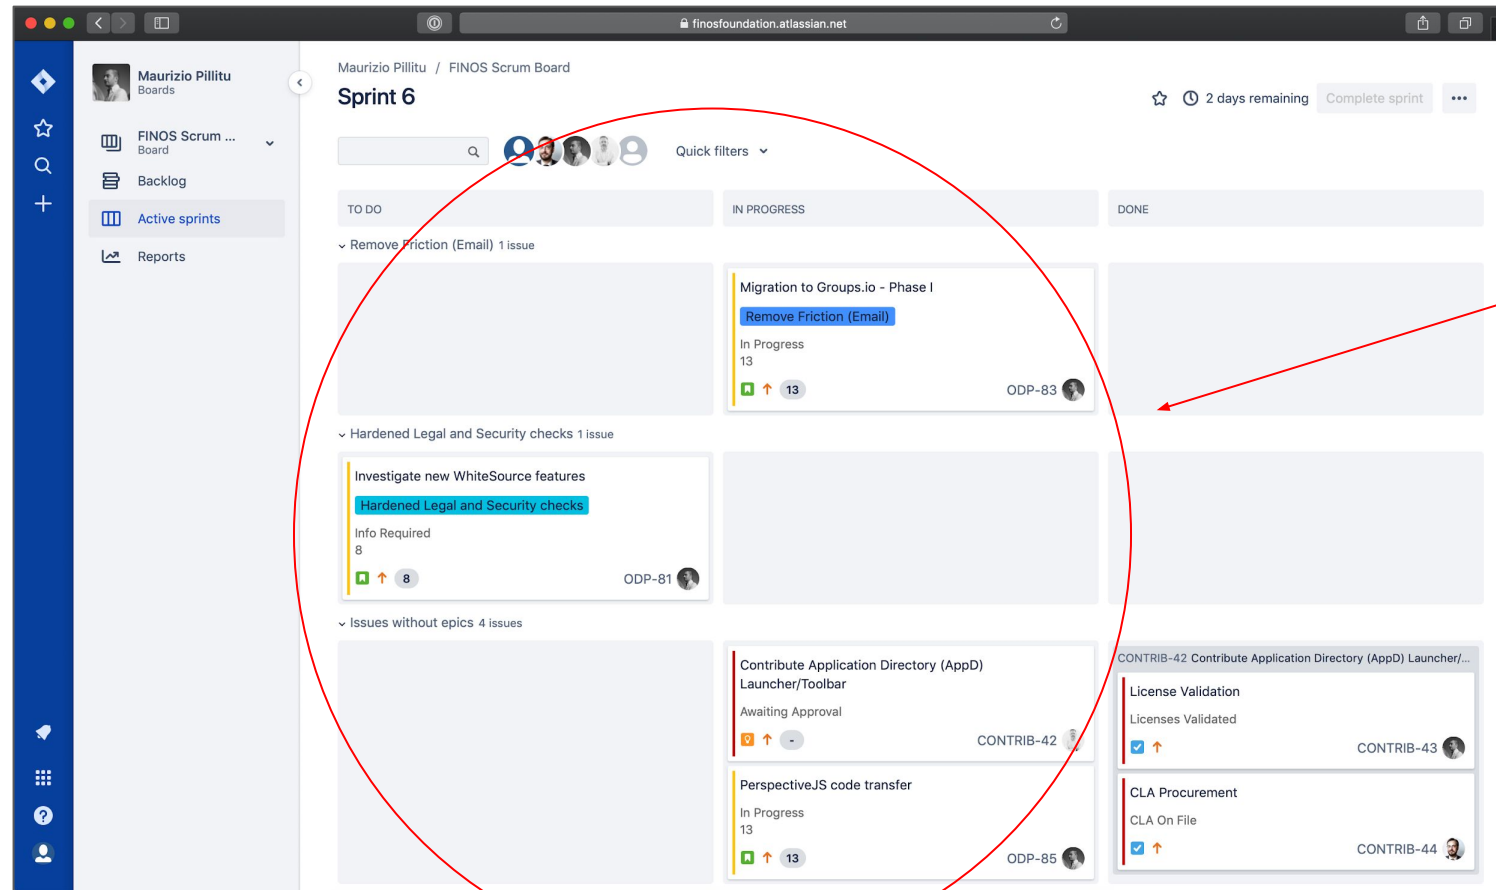 finosfoundation.atlassian.net
Maurizio Pillitu
Boards
FINOS Scrum ...
Board
Backlog
Active sprints
Reports
Maurizio Pillitu / FINOS Scrum Board
Sprint 6
2 days remaining
Complete sprint
Quick filters
TO DO
IN PROGRESS
DONE
Remove Friction (Email) 1 issue
Migration to Groups.io - Phase I
Remove Friction (Email)
In Progress
13
13
ODP-83
Hardened Legal and Security checks 1 issue
Investigate new WhiteSource features
Hardened Legal and Security checks
Info Required
8
8
ODP-81
Issues without epics 4 issues
Contribute Application Directory (AppD)
Launcher/Toolbar
Awaiting Approval
-
CONTRIB-42
PerspectiveJS code transfer
In Progress
13
13
ODP-85
CONTRIB-42 Contribute Application Directory (AppD) Launcher/...
License Validation
Licenses Validated
CONTRIB-43
CLA Procurement
CLA On File
CONTRIB-44